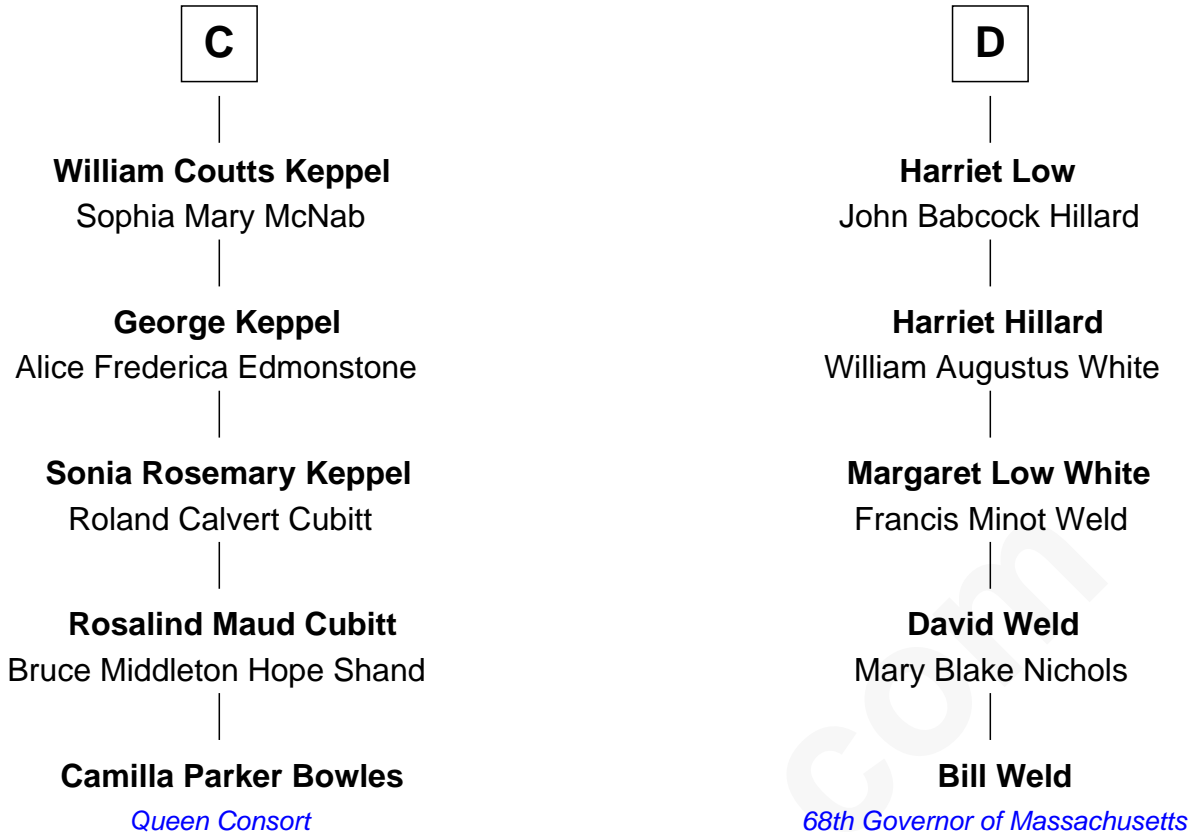 C
William Coutts Keppel
Sophia Mary McNab
George Keppel
Alice Frederica Edmonstone
Sonia Rosemary Keppel
Roland Calvert Cubitt
Rosalind Maud Cubitt
Bruce Middleton Hope Shand
Camilla Parker Bowles
Queen Consort
D
Harriet Low
John Babcock Hillard
Harriet Hillard
William Augustus White
Margaret Low White
Francis Minot Weld
David Weld
Mary Blake Nichols
Bill Weld
68th Governor of Massachusetts
com